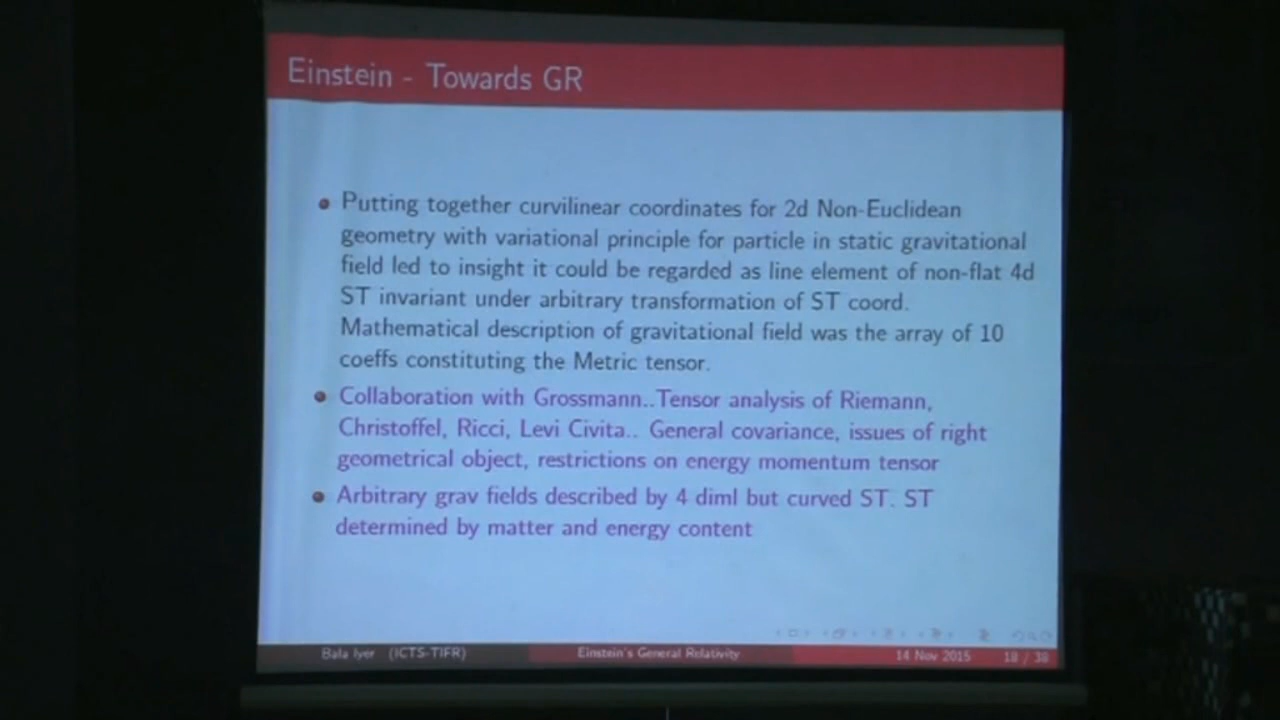 Einstein - Towards GR
Putting together curvilinear coordinates for 2d Non-Euclidean
geometry with variational principle for particle in static gravitational
field led to insight it could be regarded as line element of non-flat 4d
ST invariant under arbitrary transformation of ST coord.
Mathematical description of gravitational field was the array of 10
coeffs constituting the Metric tensor.
Collaboration with Grossmann..Tensor analysis of Riemann,
Christoffel, Ricci, Levi Civita.. General covariance, issues of right
geometrical object, restrictions on energy momentum tensor
Arbitrary grav fields described by 4 diml but curved ST. ST
determined by matter and energy content
Bala Iyer (ICTS-TIFR) Einstein's General Relativity 14 Nov 2015 18 / 38